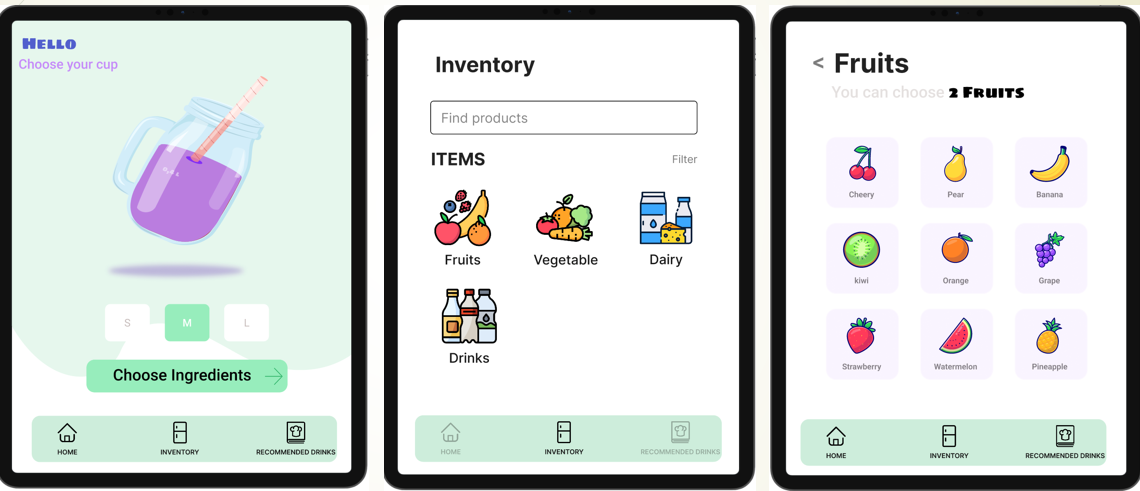 Hello
Choose your cup
S M L
Choose Ingredients
HOME INVENTORY RECOMMENDED DRINKS
Inventory
Find products
ITEMS Filter
Fruits Vegetable Dairy
Drinks
HOME INVENTORY RECOMMENDED DRINKS
< Fruits
You can choose 2 Fruits
Cheery Pear Banana
kiwi Orange Grape
Strawberry Watermelon Pineapple
HOME INVENTORY RECOMMENDED DRINKS